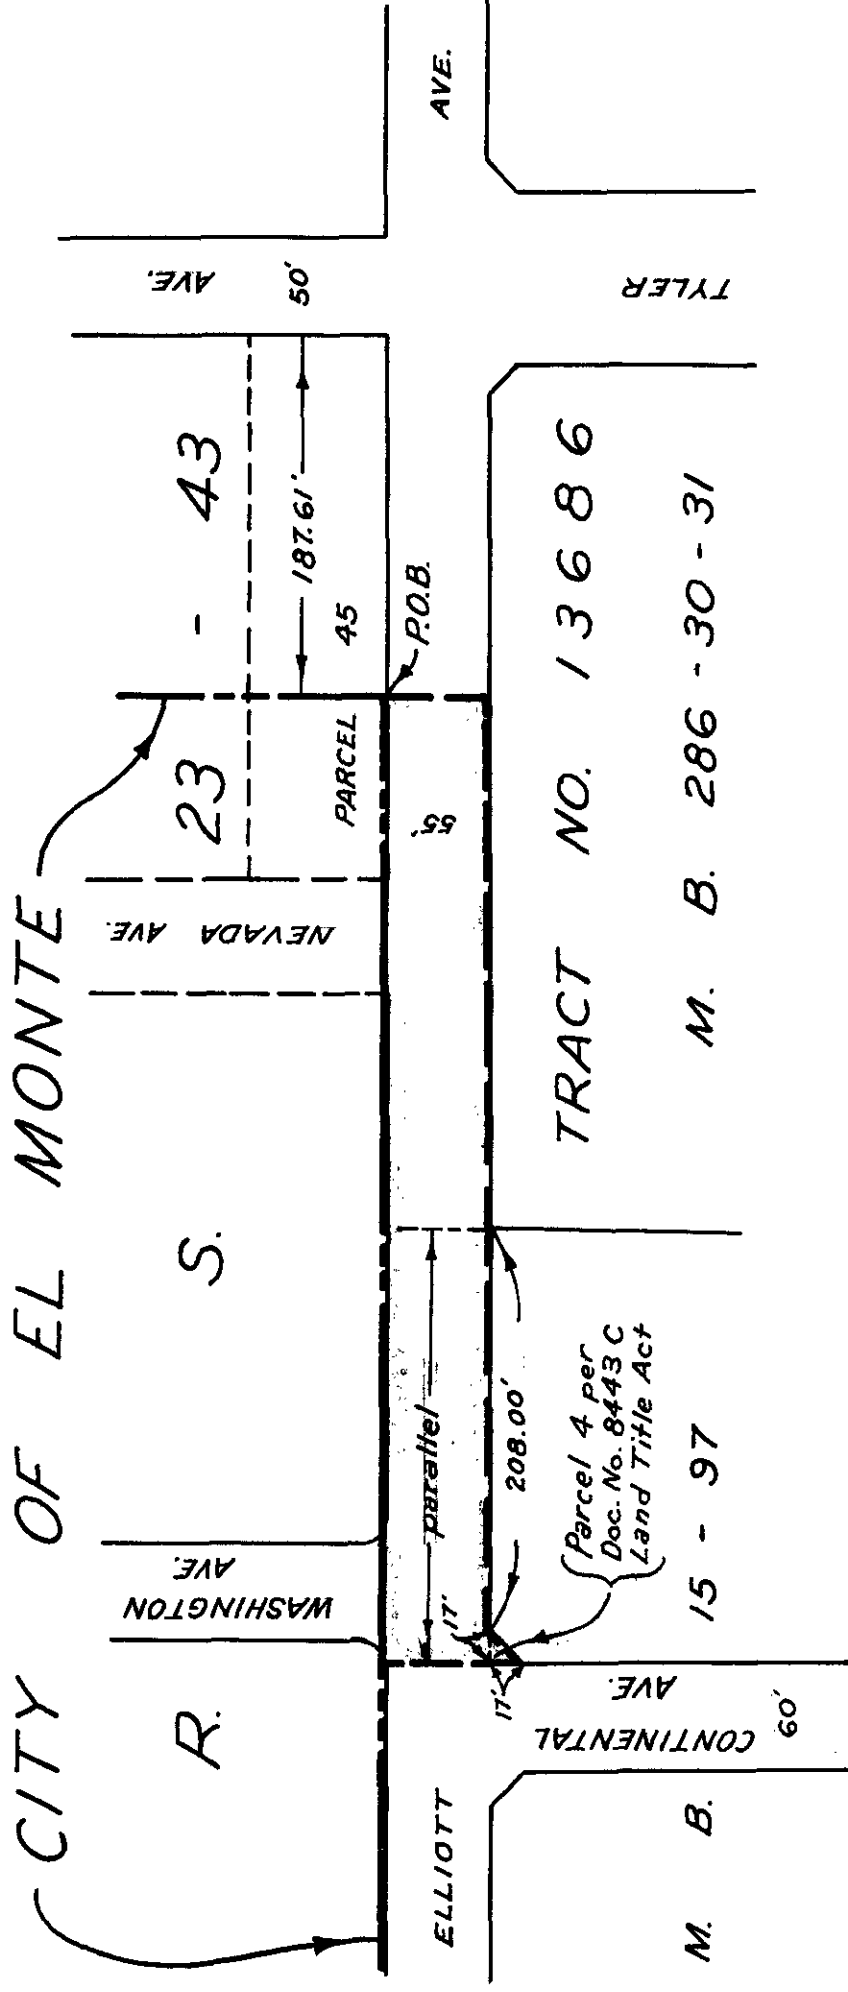 CITY OF EL MONTE
R. S. 23 - 43
WASHINGTON
AVE.
NEVADA AVE.
AVE.
50'
187.61'
PARCEL 45
P.O.B.
ELLIOTT AVE.
parallel
55'
17'
17'
208.00'
TYLER
TRACT NO. 13686
M. B. 286 - 30 - 31
Parcel 4 per
Doc. No. 8443 C
Land Title Act
CONTINENTAL
AVE.
60'
M. B. 15 - 97